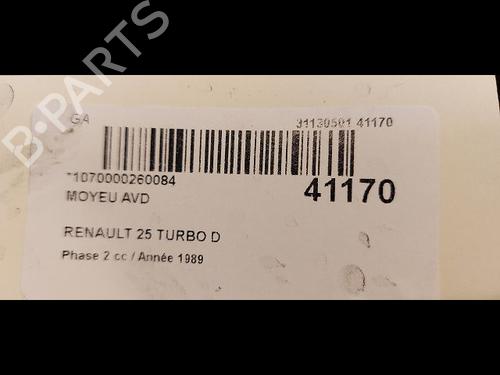 B-PARTS
GA
31130501 41170
*1070000260084
41170
MOYEU AVD
RENAULT 25 TURBO D
Phase 2 cc / Année 1989